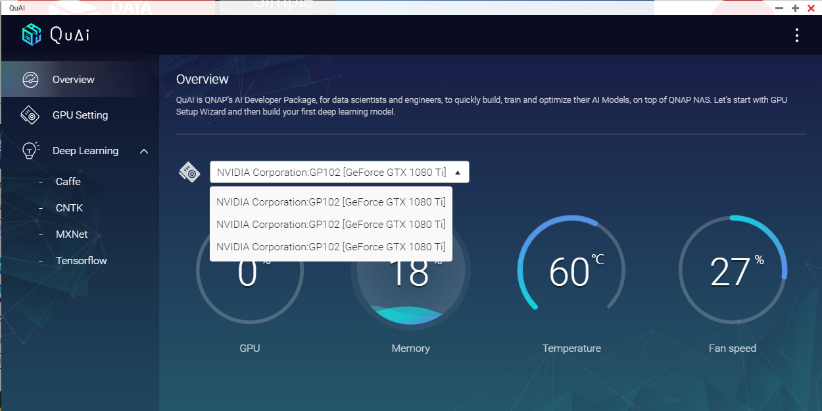 DATA
Simple
QuAI
QuAi
Overview
GPU Setting
Deep Learning
- Caffe
- CNTK
- MXNet
- Tensorflow
Overview
QuAI is QNAP's AI Developer Package, for data scientists and engineers, to quickly build, train and optimize their AI Models, on top of QNAP NAS. Let's start with GPU
Setup Wizard and then build your first deep learning model.
NVIDIA Corporation:GP102 [GeForce GTX 1080 Ti]
NVIDIA Corporation:GP102 [GeForce GTX 1080 Ti]
NVIDIA Corporation:GP102 [GeForce GTX 1080 Ti]
NVIDIA Corporation:GP102 [GeForce GTX 1080 Ti]
0%
18%
60°C
27%
GPU
Memory
Temperature
Fan speed